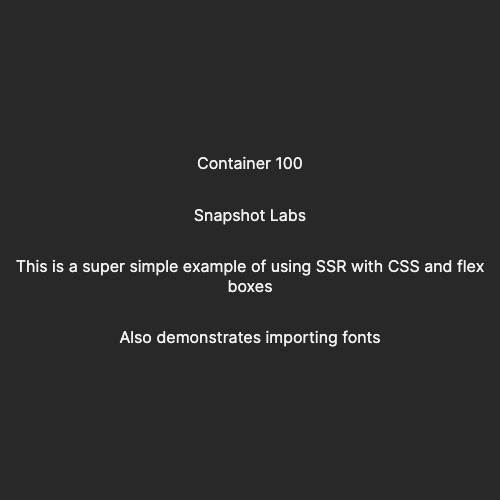 Container 100
Snapshot Labs
This is a super simple example of using SSR with CSS and flex
boxes
Also demonstrates importing fonts